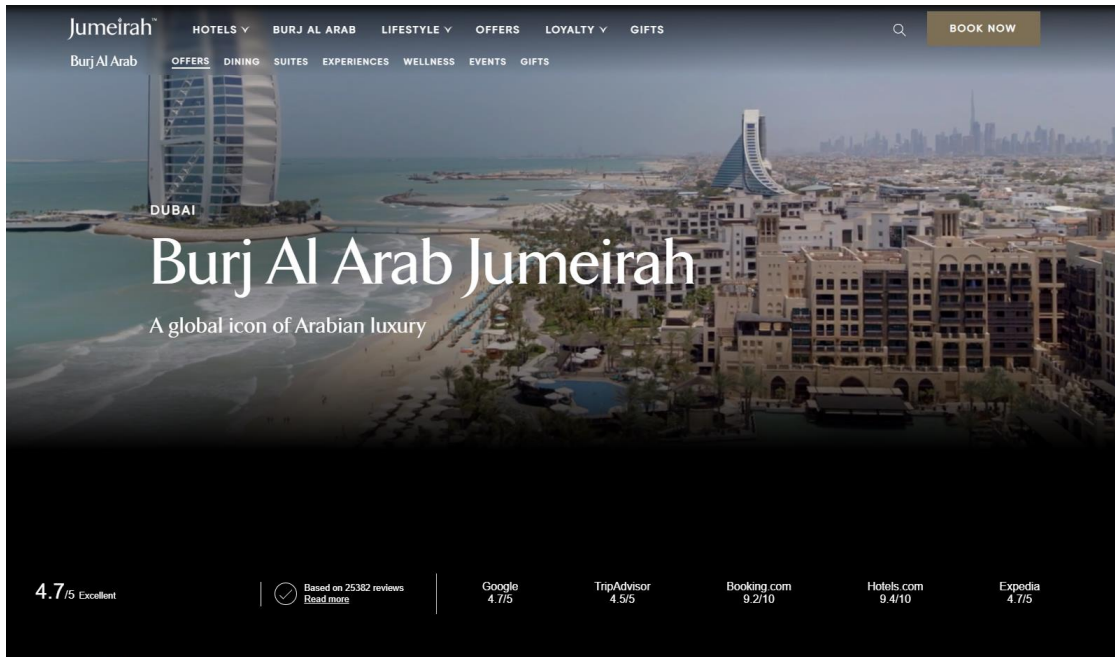 Jumeirah™ HOTELS BURJ AL ARAB LIFESTYLE OFFERS LOYALTY GIFTS BOOK NOW
Burj Al Arab OFFERS DINING SUITES EXPERIENCES WELLNESS EVENTS GIFTS
DUBAI
Burj Al Arab Jumeirah
A global icon of Arabian luxury
4.7/5 Excellent
Based on 25382 reviews
Read more
Google
4.7/5
TripAdvisor
4.5/5
Booking.com
9.2/10
Hotels.com
9.4/10
Expedia
4.7/5